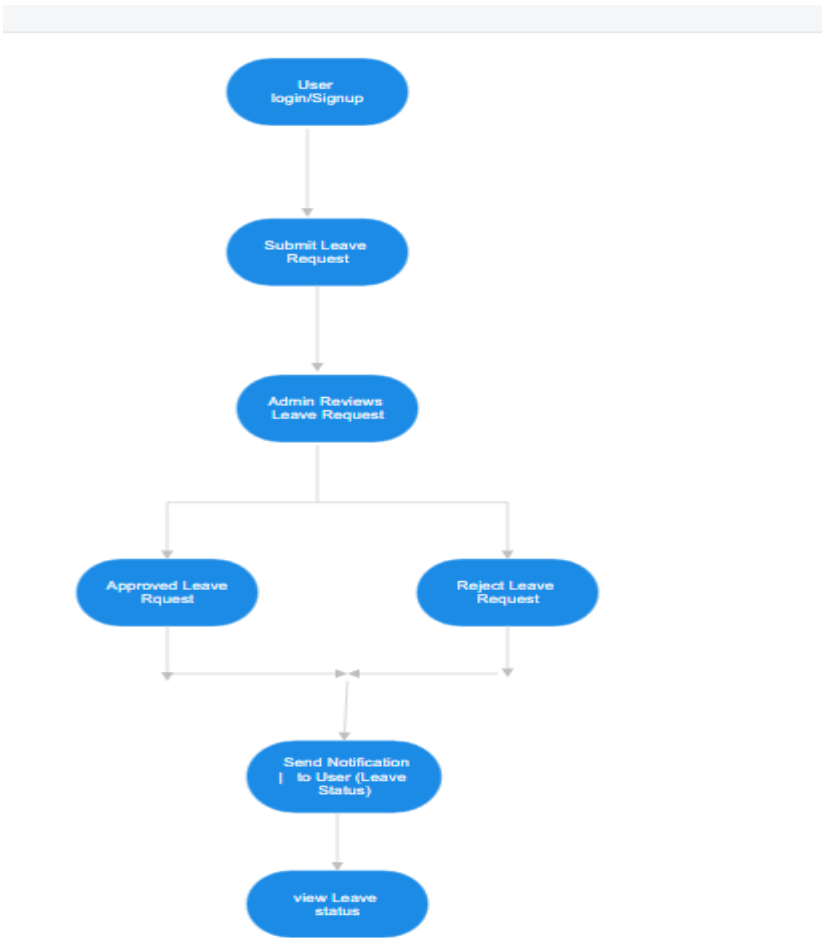 User
login/Signup
Submit Leave
Request
Admin Reviews
Leave Request
Approved Leave
Rquest
Reject Leave
Request
Send Notification
| to User (Leave
Status)
view Leave
status